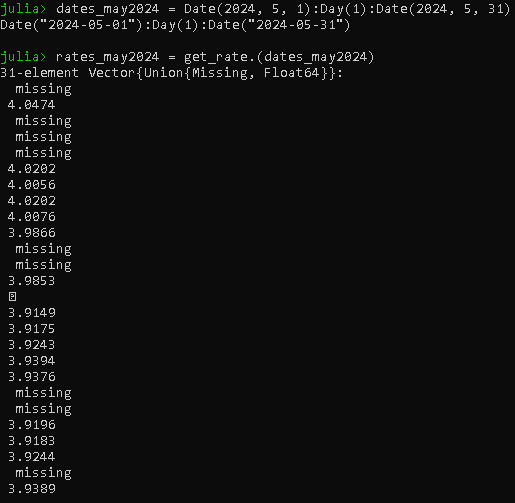 julia> dates_may2024 = Date(2024, 5, 1):Day(1):Date(2024, 5, 31)
Date("2024-05-01"):Day(1):Date("2024-05-31")
julia> rates_may2024 = get_rate.(dates_may2024)
31-element Vector{Union{Missing, Float64}}:
missing
4.0474
missing
missing
missing
4.0202
4.0056
4.0202
4.0076
3.9866
missing
missing
3.9853
3.9149
3.9175
3.9243
3.9394
3.9376
missing
missing
3.9196
3.9183
3.9244
missing
3.9389